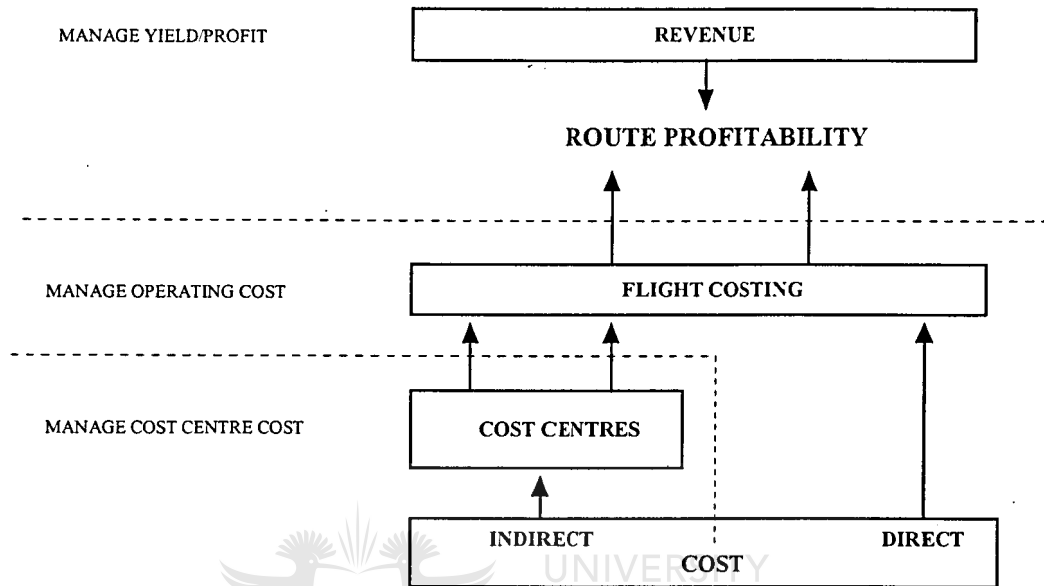 MANAGE YIELD/PROFIT
REVENUE
ROUTE PROFITABILITY
MANAGE OPERATING COST
FLIGHT COSTING
MANAGE COST CENTRE COST
COST CENTRES
INDIRECT
DIRECT
UNIVERSITY
COST